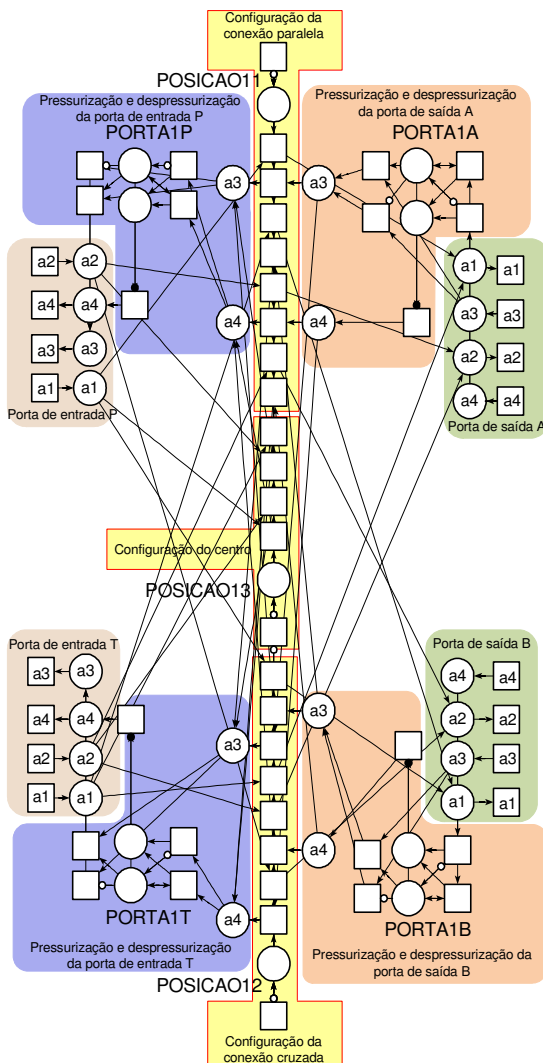 Configuração da
conexão paralela
POSICAO11
Pressurização e despressurização
da porta de entrada P
PORTA1P
Pressurização e despressurização
da porta de saída A
PORTA1A
a3
a3
a2
a2
a4
a4
a3
a3
a1
a1
Porta de entrada P
a4
a4
a1
a1
a3
a3
a2
a2
a4
a4
Porta de saída A
Configuração do centro
POSICAO13
Porta de entrada T
a3
a3
a4
a4
a2
a2
a1
a1
a3
a3
Porta de saída B
a4
a4
a2
a2
a3
a3
a1
a1
a4
a4
PORTA1T
Pressurização e despressurização
da porta de entrada T
PORTA1B
Pressurização e despressurização da
porta de saída B
POSICAO12
Configuração da
conexão cruzada